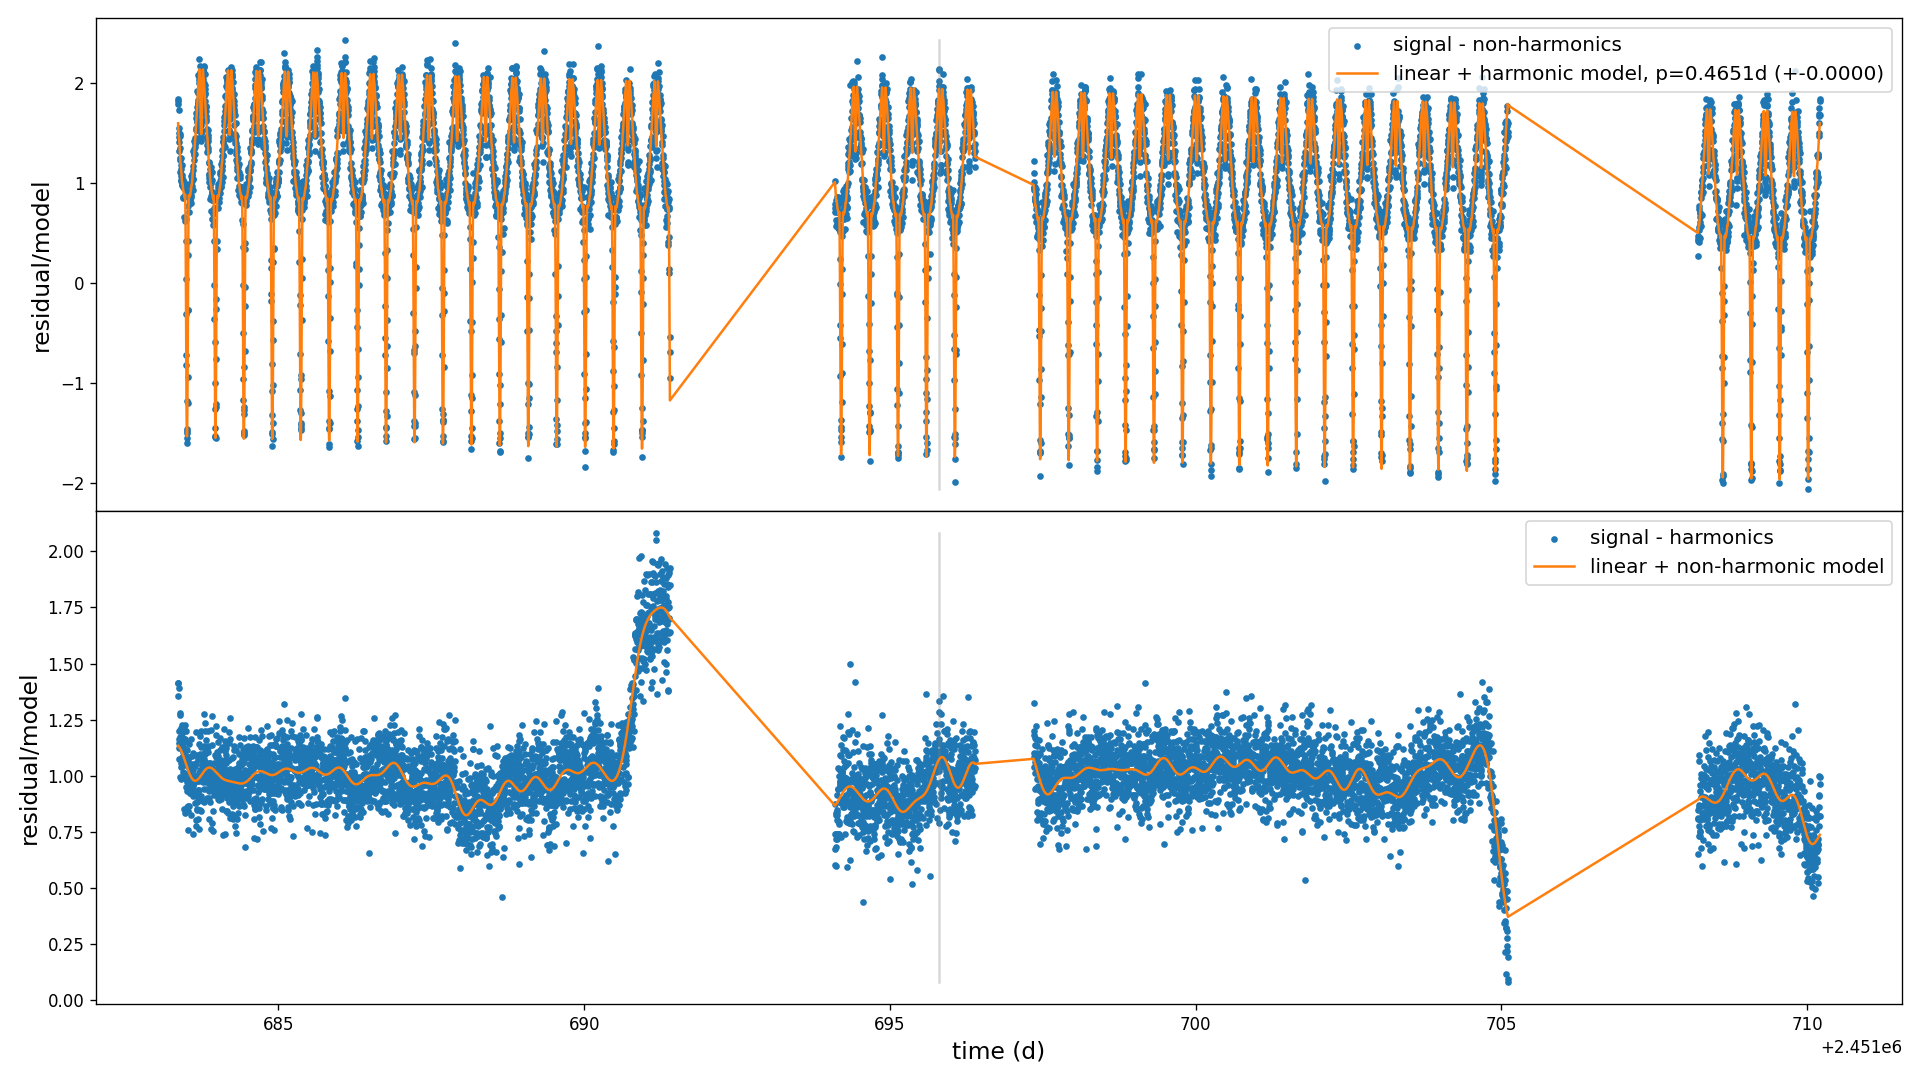 signal - non-harmonics
linear + harmonic model, p=0.4651d (+-0.0000)
residual/model
2
1
0
−1
−2
signal - harmonics
linear + non-harmonic model
residual/model
2.00
1.75
1.50
1.25
1.00
0.75
0.50
0.25
0.00
685 690 695 700 705 710
time (d)
+2.451e6